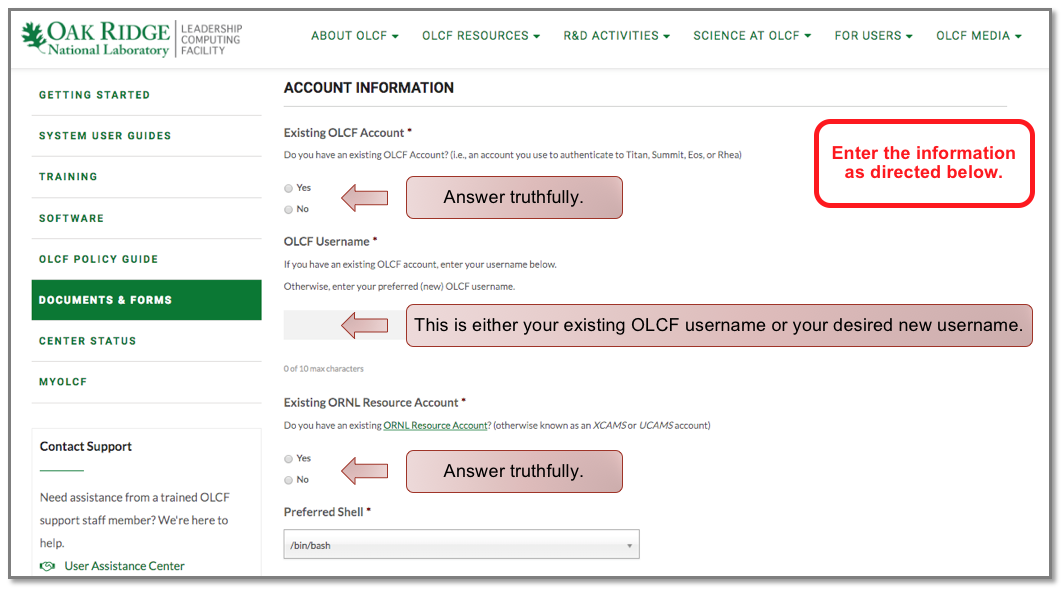 OAK RIDGE
National Laboratory
LEADERSHIP
COMPUTING
FACILITY
ABOUT OLCF
OLCF RESOURCES
R&D ACTIVITIES
SCIENCE AT OLCF
FOR USERS
OLCF MEDIA
GETTING STARTED
SYSTEM USER GUIDES
TRAINING
SOFTWARE
OLCF POLICY GUIDE
DOCUMENTS & FORMS
CENTER STATUS
MYOLCF
Contact Support
Need assistance from a trained OLCF
support staff member? We're here to
help.
User Assistance Center
ACCOUNT INFORMATION
Enter the information
as directed below.
Existing OLCF Account *
Do you have an existing OLCF Account? (i.e., an account you use to authenticate to Titan, Summit, Eos, or Rhea)
Yes
No
Answer truthfully.
OLCF Username *
If you have an existing OLCF account, enter your username below.
Otherwise, enter your preferred (new) OLCF username.
This is either your existing OLCF username or your desired new username.
0 of 10 max characters
Existing ORNL Resource Account *
Do you have an existing ORNL Resource Account? (otherwise known as an XCAMS or UCAMS account)
Yes
No
Answer truthfully.
Preferred Shell *
/bin/bash